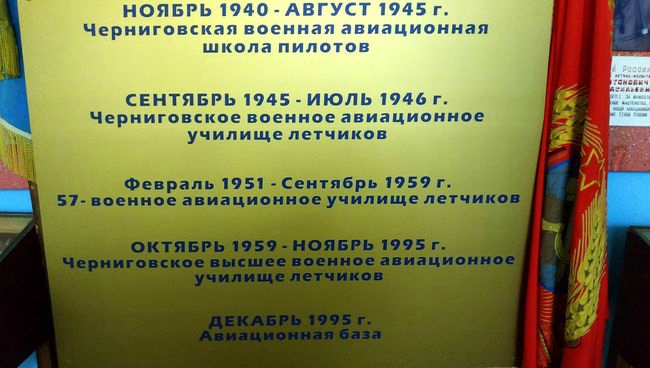 НОЯБРЬ 1940 - АВГУСТ 1945 г.
Черниговская военная авиационная
школа пилотов
СЕНТЯБРЬ 1945 - ИЮЛЬ 1946 г.
Черниговское военное авиационное
училище летчиков
Февраль 1951 - Сентябрь 1959 г.
57- военное авиационное училище летчиков
ОКТЯБРЬ 1959 - НОЯБРЬ 1995 г.
Черниговское высшее военное авиационное
училище летчиков
ДЕКАБРЬ 1995 г.
Авиационная база